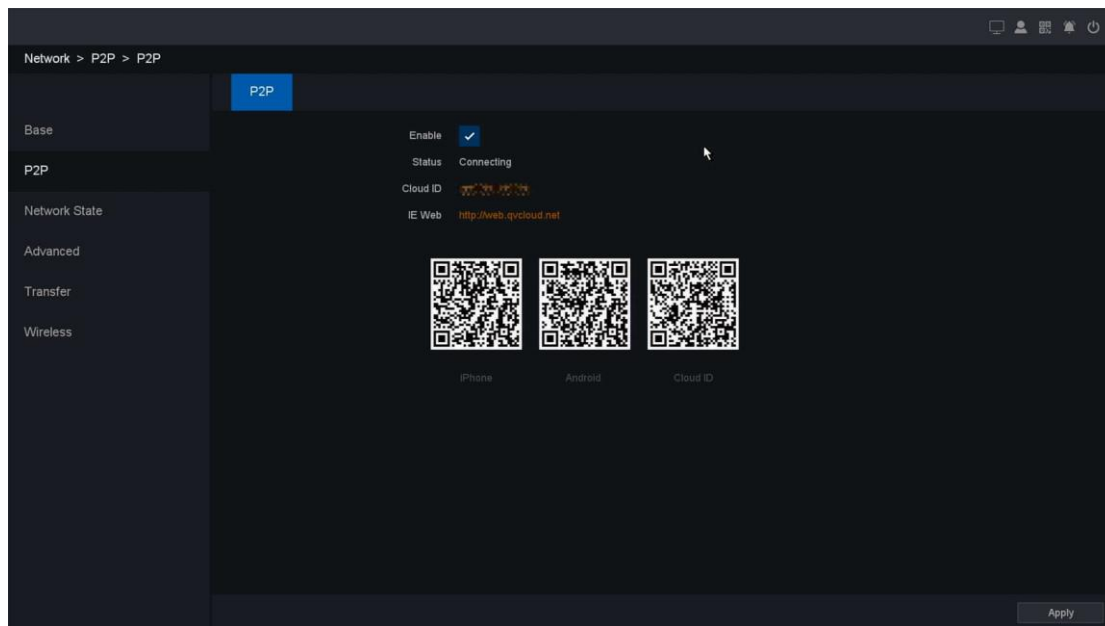 Network > P2P > P2P
P2P
Base
P2P
Network State
Advanced
Transfer
Wireless
Enable
Status Connecting
Cloud ID
IE Web http://web.qvcloud.net
iPhone Android Cloud ID
Apply